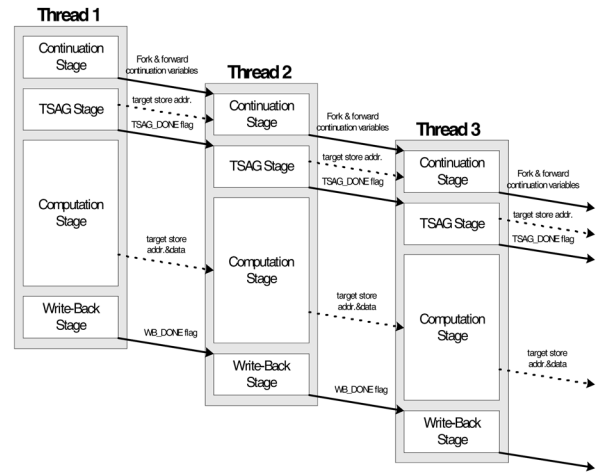 Thread 1
Continuation
Stage
Fork & forward
continuation variables
TSAG Stage
target store addr.
TSAG_DONE flag
Computation
Stage
target store
addr.&data
Write-Back
Stage
WB_DONE flag
Thread 2
Continuation
Stage
Fork & forward
continuation variables
TSAG Stage
target store addr.
TSAG_DONE flag
Computation
Stage
target store
addr.&data
Write-Back
Stage
WB_DONE flag
Thread 3
Continuation
Stage
Fork & forward
continuation variables
TSAG Stage
target store addr.
TSAG_DONE flag
Computation
Stage
target store
addr.&data
Write-Back
Stage